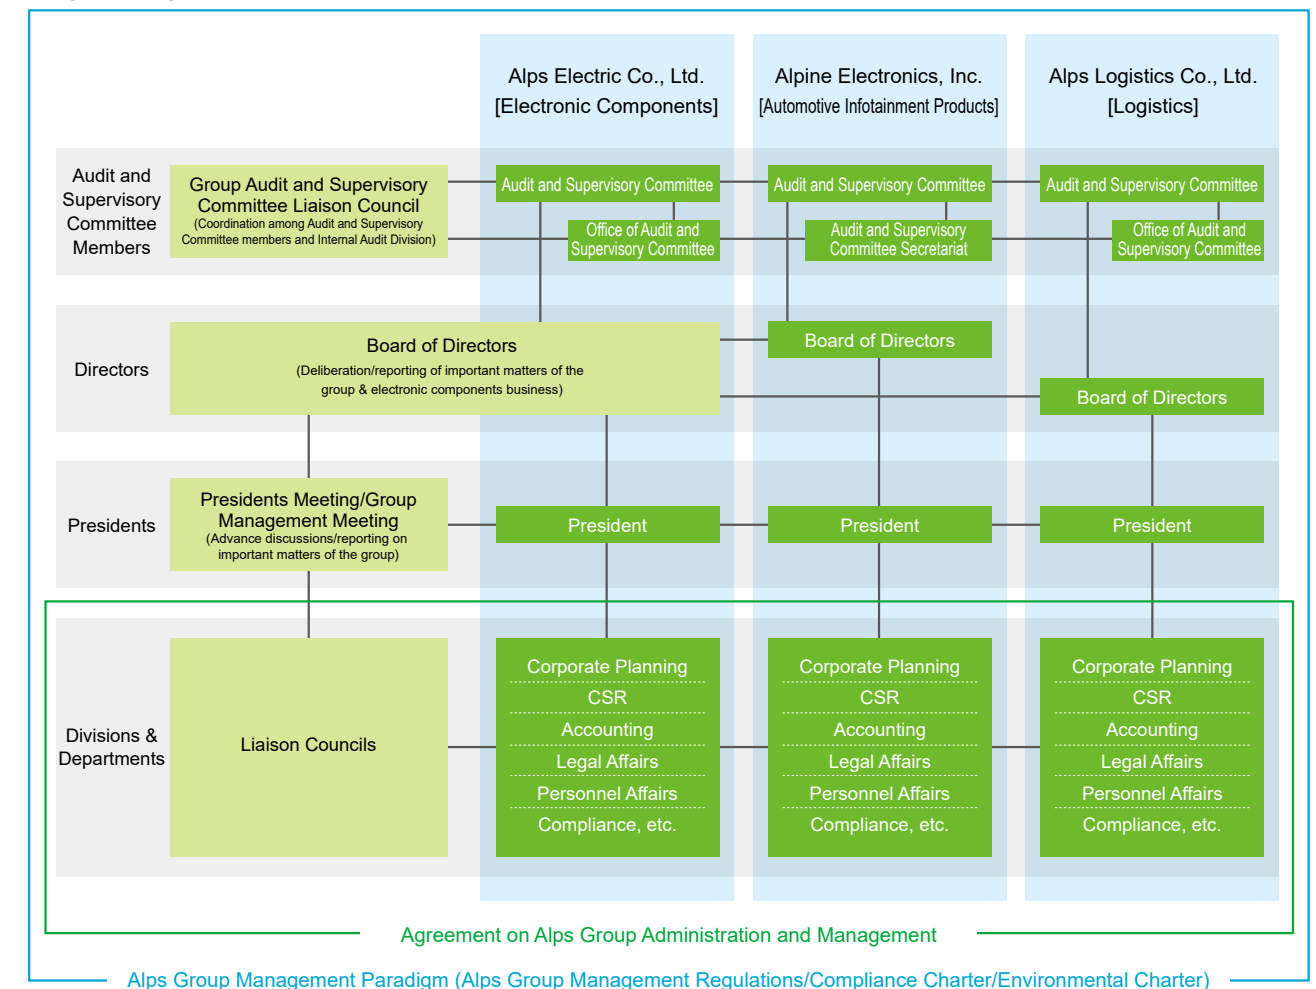 Alps Electric Co., Ltd.
[Electronic Components]
Alpine Electronics, Inc.
[Automotive Infotainment Products]
Alps Logistics Co., Ltd.
[Logistics]
Audit and
Supervisory
Committee
Members
Group Audit and Supervisory
Committee Liaison Council
(Coordination among Audit and Supervisory
Committee members and Internal Audit Division)
Audit and Supervisory Committee
Office of Audit and
Supervisory Committee
Audit and Supervisory Committee
Audit and Supervisory
Committee Secretariat
Audit and Supervisory Committee
Office of Audit and
Supervisory Committee
Directors
Board of Directors
(Deliberation/reporting of important matters of the
group & electronic components business)
Board of Directors
Board of Directors
Presidents
Presidents Meeting/Group
Management Meeting
(Advance discussions/reporting on
important matters of the group)
President
President
President
Divisions &
Departments
Liaison Councils
Corporate Planning
CSR
Accounting
Legal Affairs
Personnel Affairs
Compliance, etc.
Corporate Planning
CSR
Accounting
Legal Affairs
Personnel Affairs
Compliance, etc.
Corporate Planning
CSR
Accounting
Legal Affairs
Personnel Affairs
Compliance, etc.
Agreement on Alps Group Administration and Management
Alps Group Management Paradigm (Alps Group Management Regulations/Compliance Charter/Environmental Charter)